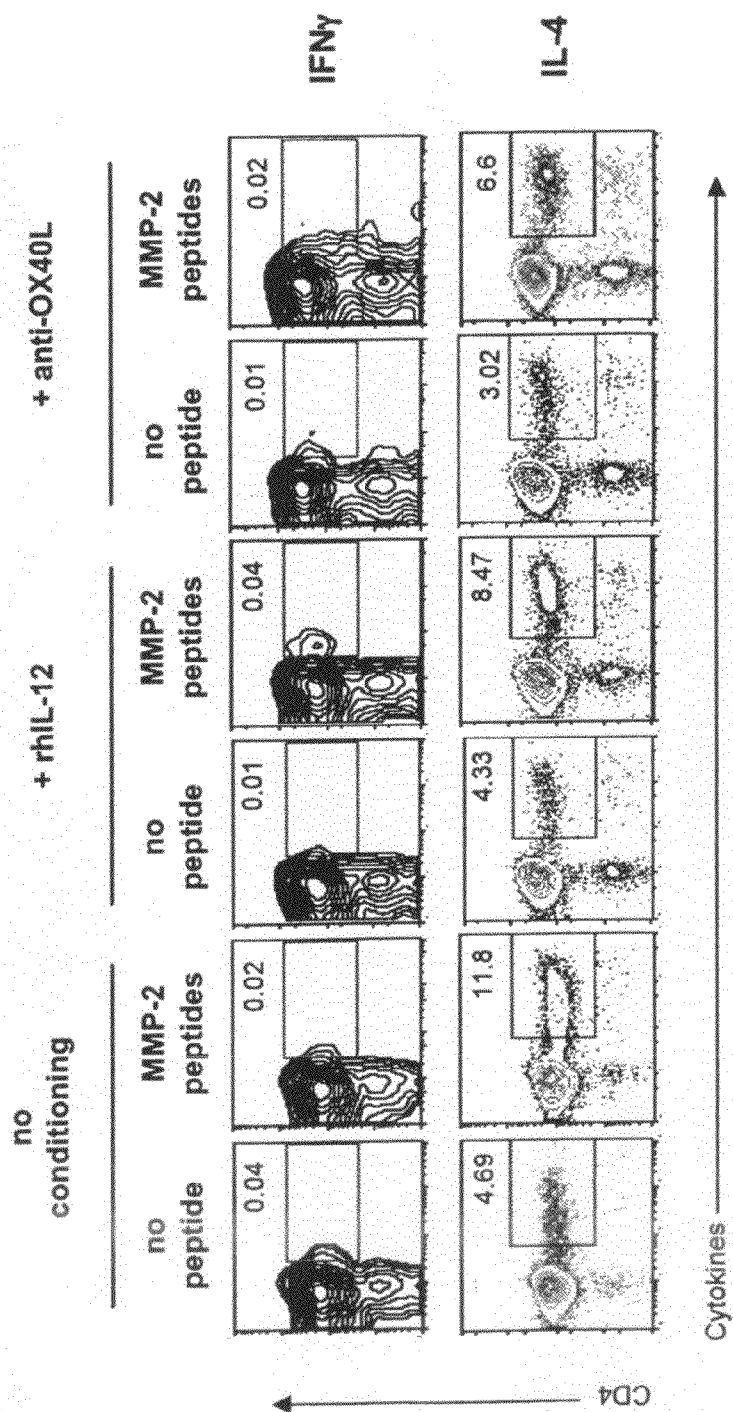 no
conditioning
+ rhIL-12
+ anti-OX40L
no
peptide
MMP-2
peptides
no
peptide
MMP-2
peptides
no
peptide
MMP-2
peptides
0.04
0.02
0.01
0.04
0.01
0.02
IFNγ
4.69
11.8
4.33
8.47
3.02
6.6
IL-4
CD4
Cytokines